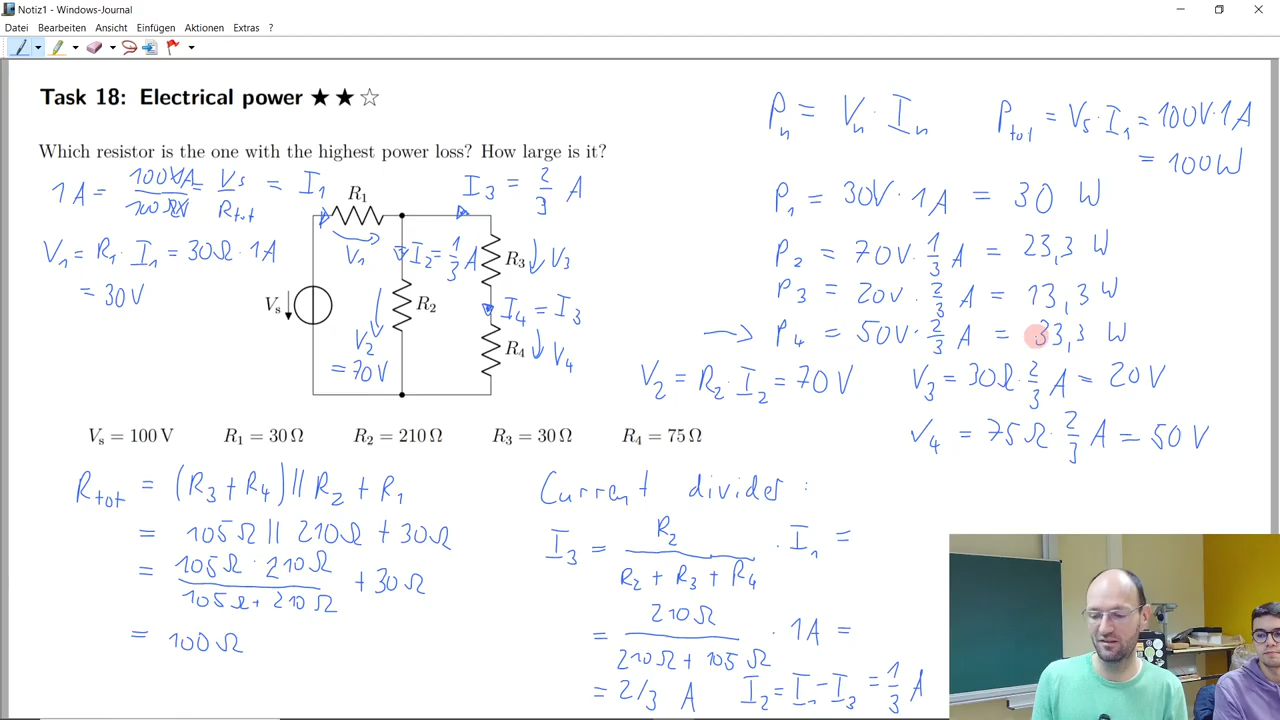 Notiz1 - Windows-Journal
Datei Bearbeiten Ansicht Einfügen Aktionen Extras ?
Task 18: Electrical power ★★☆
Which resistor is the one with the highest power loss? How large is it?
Pn = Vn · In
Ptot = Vs · I1 = 100V · 1A
= 100W
1A = 100VA / 100ΩV = Vs / Rtot = I1
R1
I3 = 2/3 A
V1 = R1 · I1 = 30Ω · 1A
= 30V
V1
I2 = 1/3 A
R3
V3
Vs
R2
I4 = I3
V2
= 70V
R4
V4
P1 = 30V · 1A = 30 W
P2 = 70V · 1/3 A = 23,3 W
P3 = 20V · 2/3 A = 13,3 W
→ P4 = 50V · 2/3 A = 33,3 W
V2 = R2 · I2 = 70V
V3 = 30Ω · 2/3 A = 20V
V4 = 75Ω · 2/3 A = 50V
Vs = 100 V R1 = 30 Ω R2 = 210 Ω R3 = 30 Ω R4 = 75 Ω
Rtot = (R3 + R4) || R2 + R1
= 105Ω || 210Ω + 30Ω
= 105Ω · 210Ω / 105Ω + 210Ω + 30Ω
= 100Ω
Current divider :
I3 = R2 / R2 + R3 + R4 · I1 =
= 210Ω / 210Ω + 105Ω · 1A =
= 2/3 A
I2 = I1 - I3 = 1/3 A